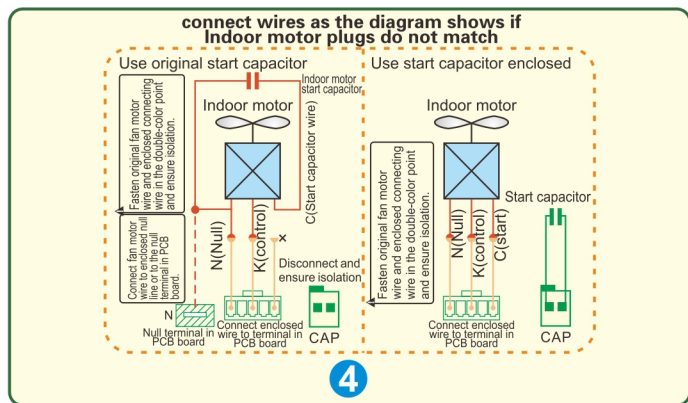 connect wires as the diagram shows if
Indoor motor plugs do not match
Use original start capacitor
Indoor motor
start capacitor
Indoor motor
Fasten original fan motor
wire and enclosed connecting
wire in the double-color point
and ensure isolation.
Connect fan motor
wire to enclosed null
line or to the null
terminal in PCB
board.
N(Null)
K(control)
C(Start capacitor wire)
×
Disconnect and
ensure isolation
N
Null terminal in
PCB board
Connect enclosed
wire to terminal in
PCB board
CAP
Use start capacitor enclosed
Indoor motor
Fasten original fan motor
wire and enclosed connecting
wire in the double-color point
and ensure isolation.
N(Null)
K(control)
C(start)
Start capacitor
Connect enclosed
wire to terminal in
PCB board
CAP
4